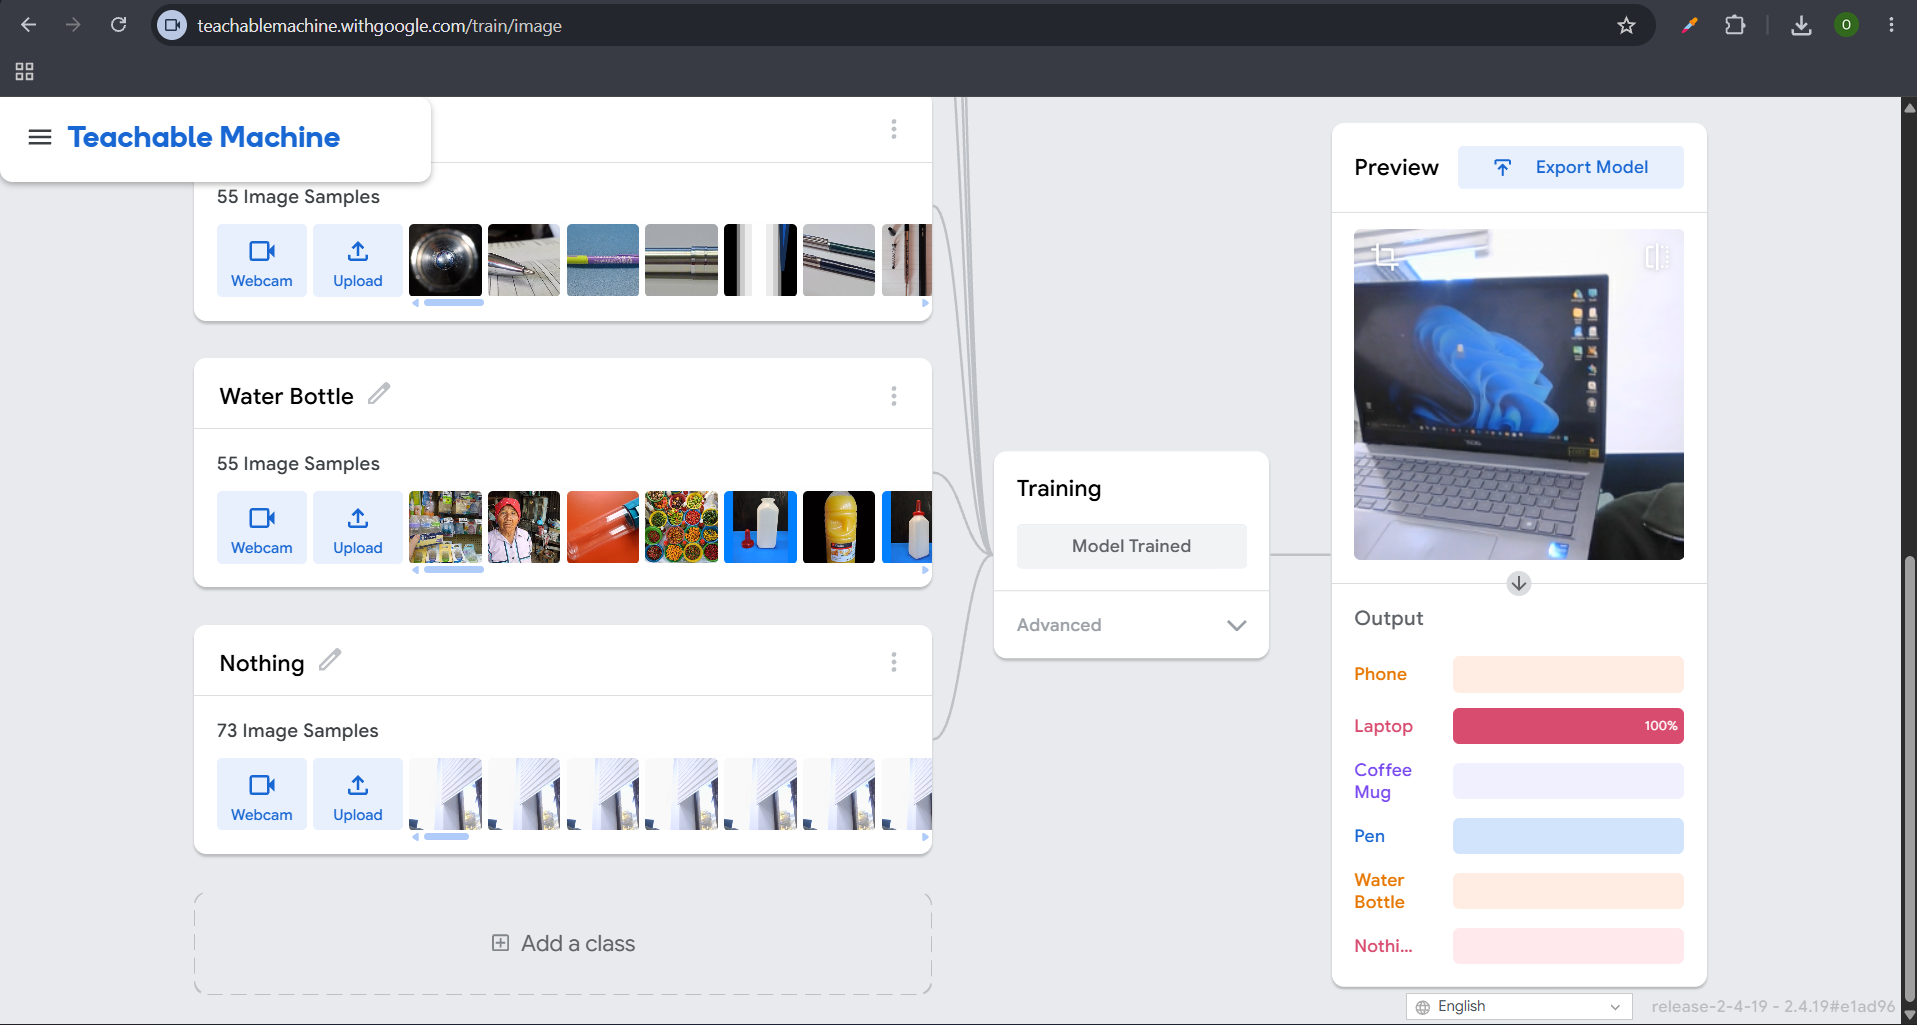 teachablemachine.withgoogle.com/train/image
O
Teachable Machine
55 Image Samples
Webcam
Upload
Water Bottle
55 Image Samples
Webcam
Upload
Nothing
73 Image Samples
Webcam
Upload
Add a class
Training
Model Trained
Advanced
Preview
Export Model
Output
Phone
Laptop
100%
Coffee
Mug
Pen
Water
Bottle
Nothi...
English
release-2-4-19 - 2.4.19#e1ad96